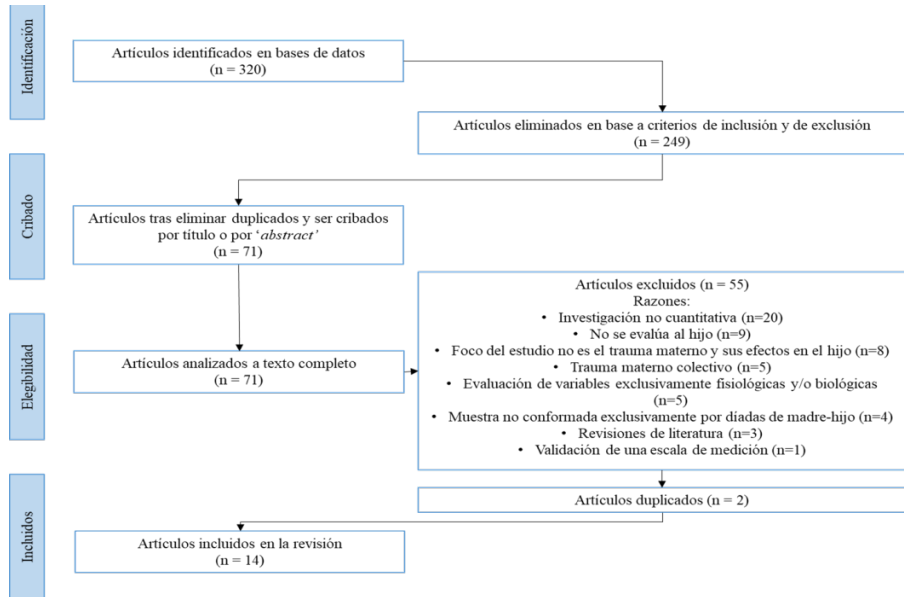 Identificación
Artículos identificados en bases de datos
(n = 320)
Artículos eliminados en base a criterios de inclusión y de exclusión
(n = 249)
Cribado
Artículos tras eliminar duplicados y ser cribados
por título o por ‘abstract’
(n = 71)
Elegibilidad
Artículos analizados a texto completo
(n = 71)
Artículos excluidos (n = 55)
Razones:
• Investigación no cuantitativa (n=20)
• No se evalúa al hijo (n=9)
• Foco del estudio no es el trauma materno y sus efectos en el hijo (n=8)
• Trauma materno colectivo (n=5)
• Evaluación de variables exclusivamente fisiológicas y/o biológicas
(n=5)
• Muestra no conformada exclusivamente por díadas de madre-hijo (n=4)
• Revisiones de literatura (n=3)
• Validación de una escala de medición (n=1)
Artículos duplicados (n = 2)
Incluidos
Artículos incluidos en la revisión
(n = 14)